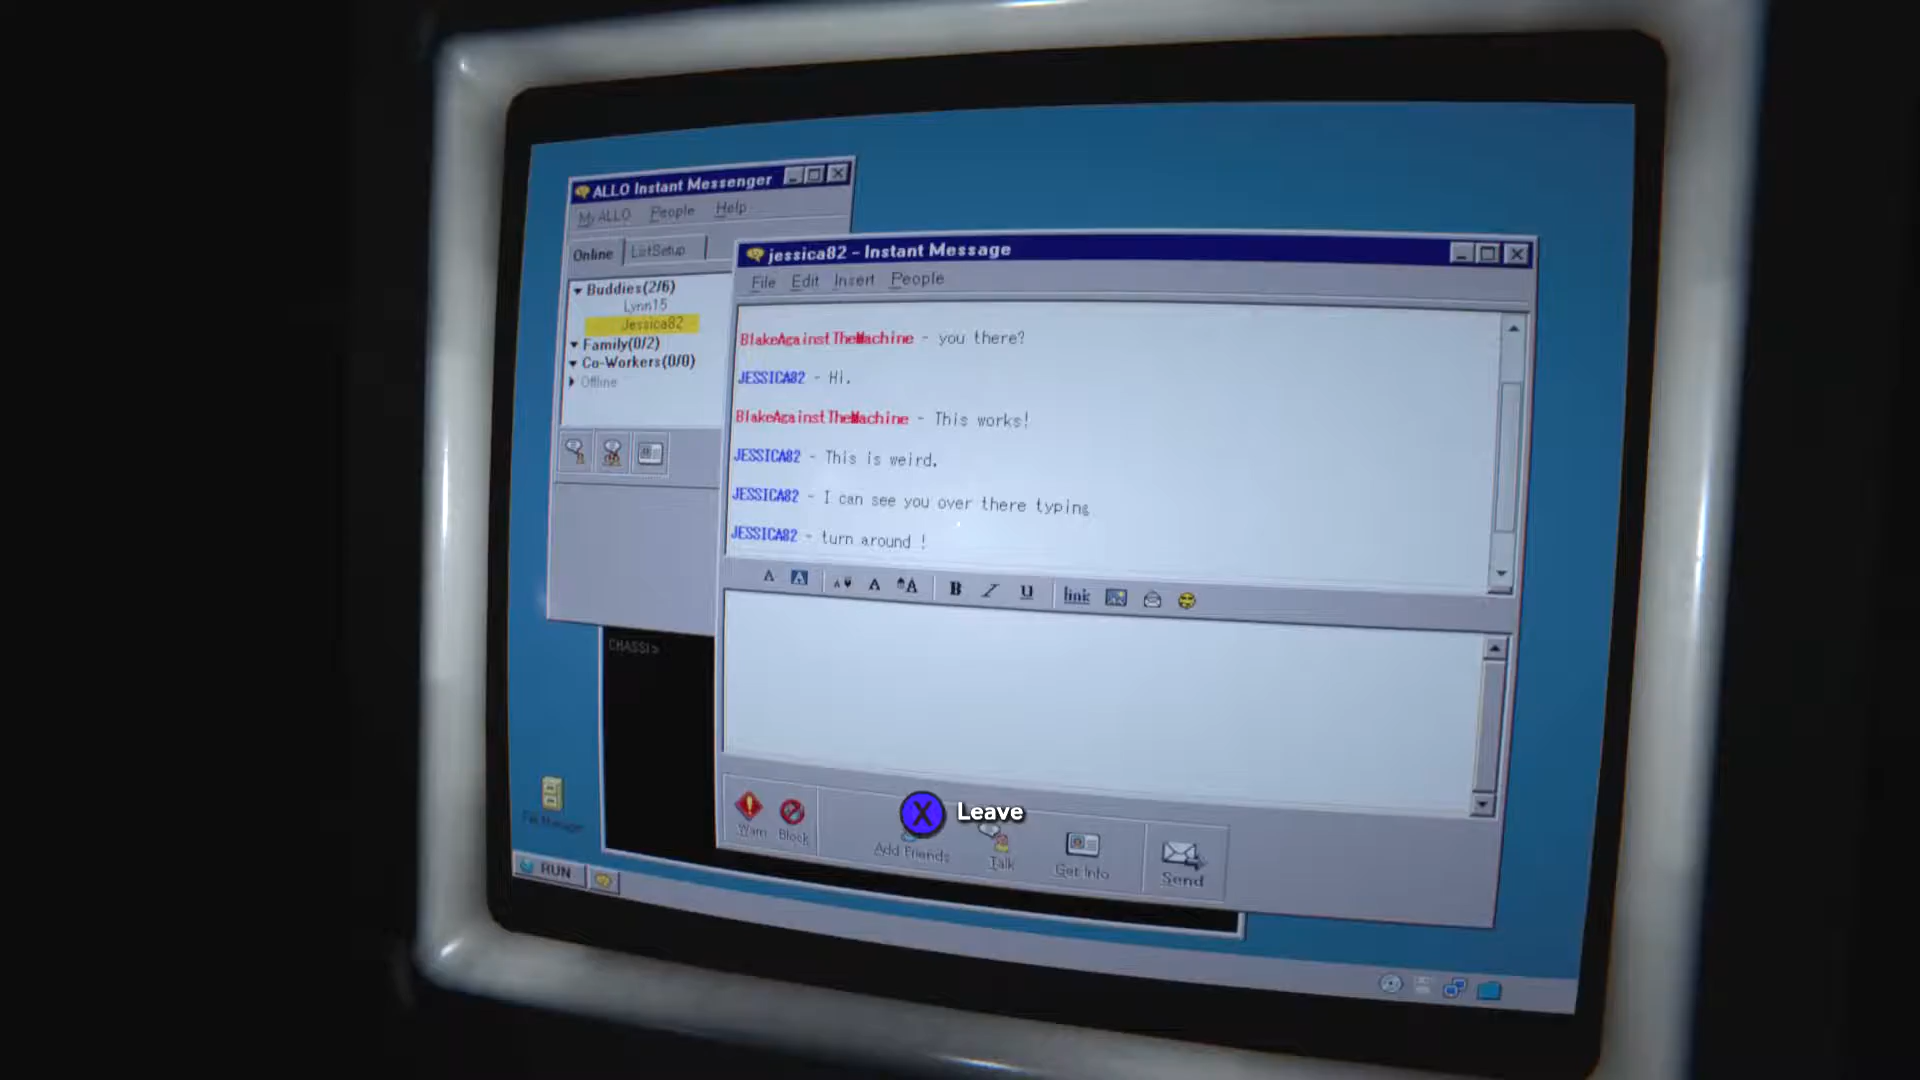 ALLO Instant Messenger
My ALLO People Help
Online ListSetup
Buddies(2/6)
Lynn15
Jessica82
Family(0/2)
Co-Workers(0/0)
Offline
jessica82 - Instant Message
File Edit Insert People
BlakeAgainstTheMachine - you there?
JESSICA82 - Hi.
BlakeAgainstTheMachine - This works!
JESSICA82 - This is weird.
JESSICA82 - I can see you over there typing
JESSICA82 - turn around !
A A A A A B I U link
CHASSI>
File Manager
Warn Block Add Friends Talk Get Info Send
X Leave
RUN